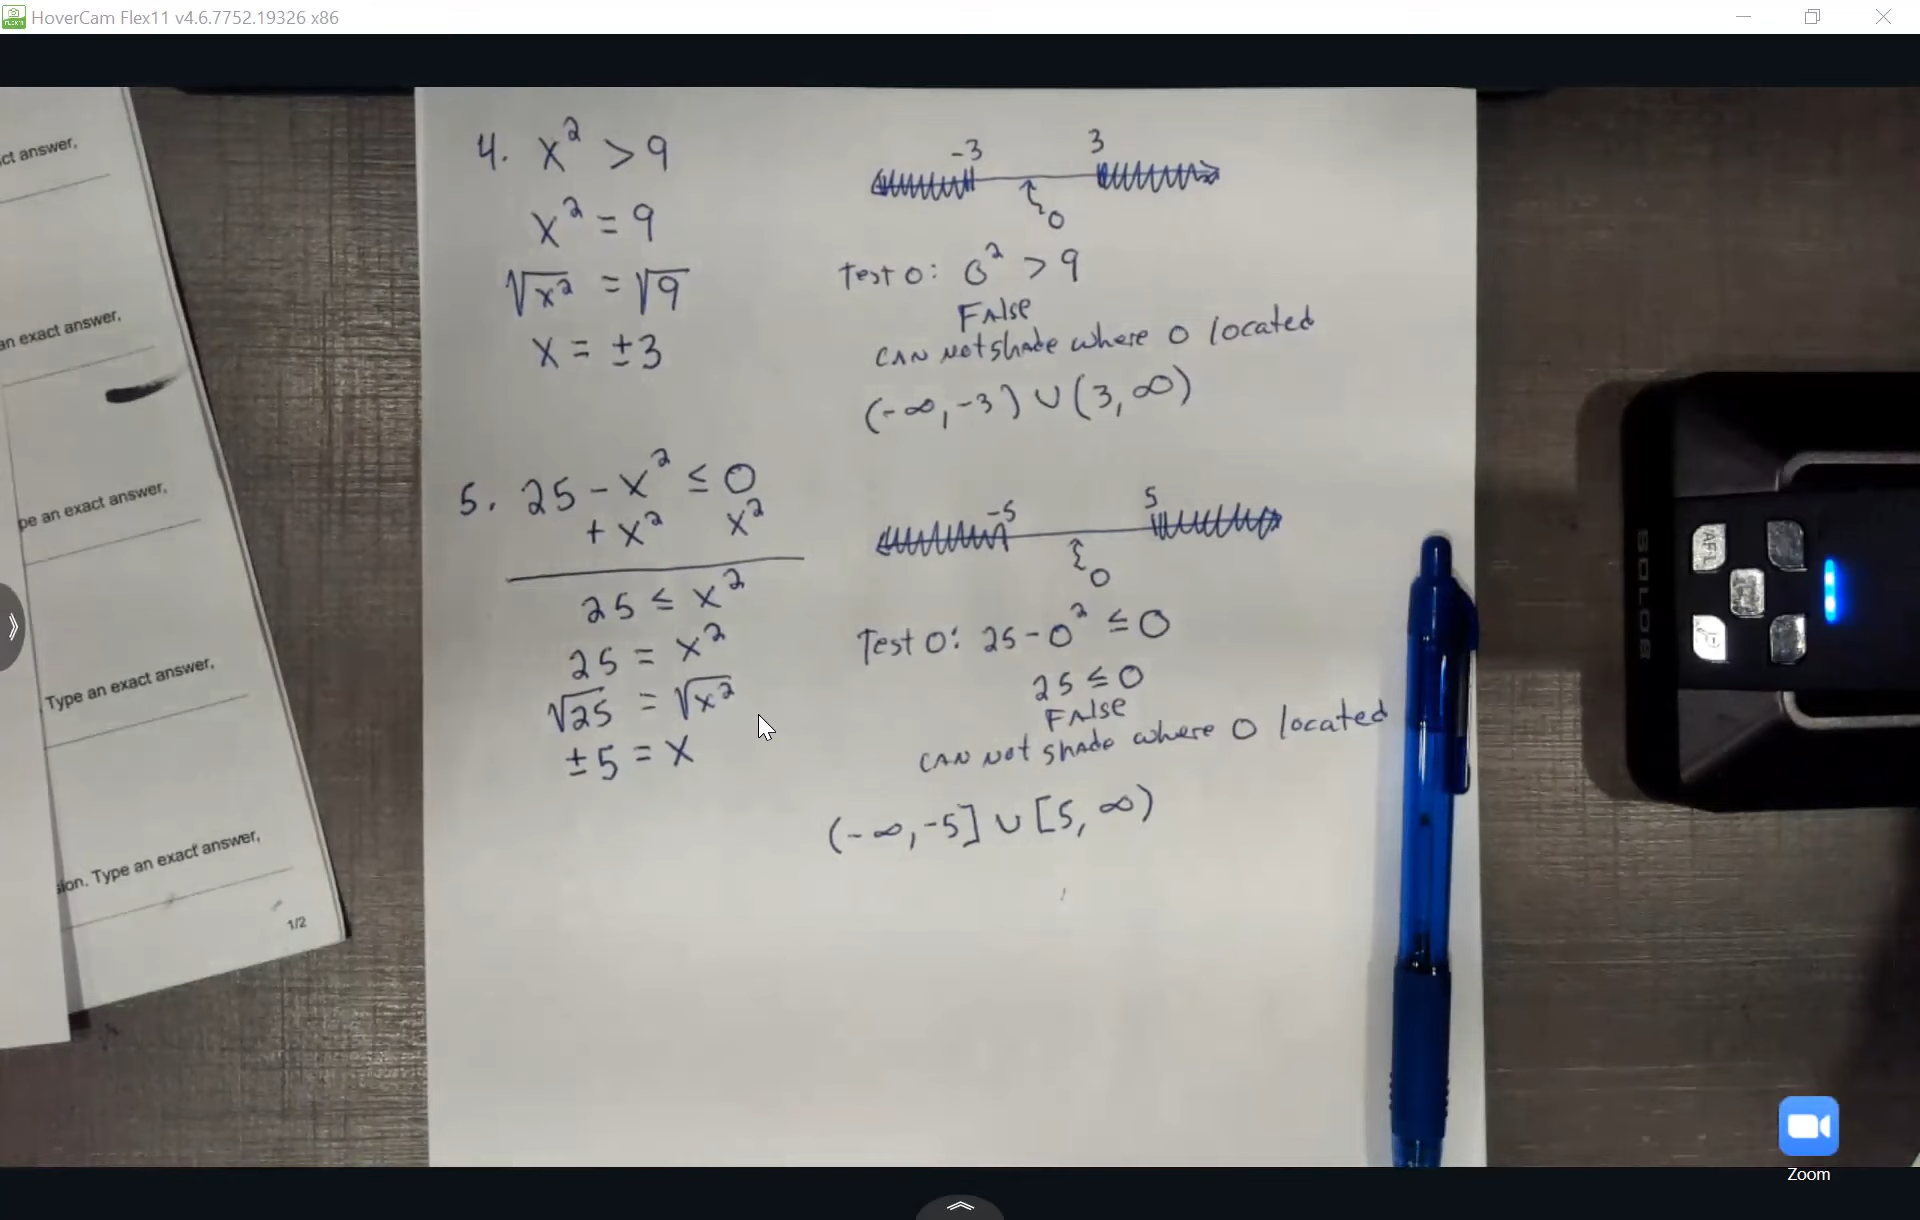 HoverCam Flex11 v4.6.7752.19326 x86
ct answer,
an exact answer,
pe an exact answer,
Type an exact answer,
sion. Type an exact answer,
1/2
4. x² > 9
x² = 9
√x² = √9
x = ±3
-3 3
0
Test 0: 0² > 9
False
CAN Not shade where 0 located
(-∞, -3) ∪ (3, ∞)
5. 25 - x² ≤ 0
+ x² x²
25 ≤ x²
25 = x²
√25 = √x²
±5 = x
-5 5
0
Test 0: 25 - 0² ≤ 0
25 ≤ 0
False
CAN Not shade where 0 located
(-∞, -5] ∪ [5, ∞)
SOLO8
AF
Zoom